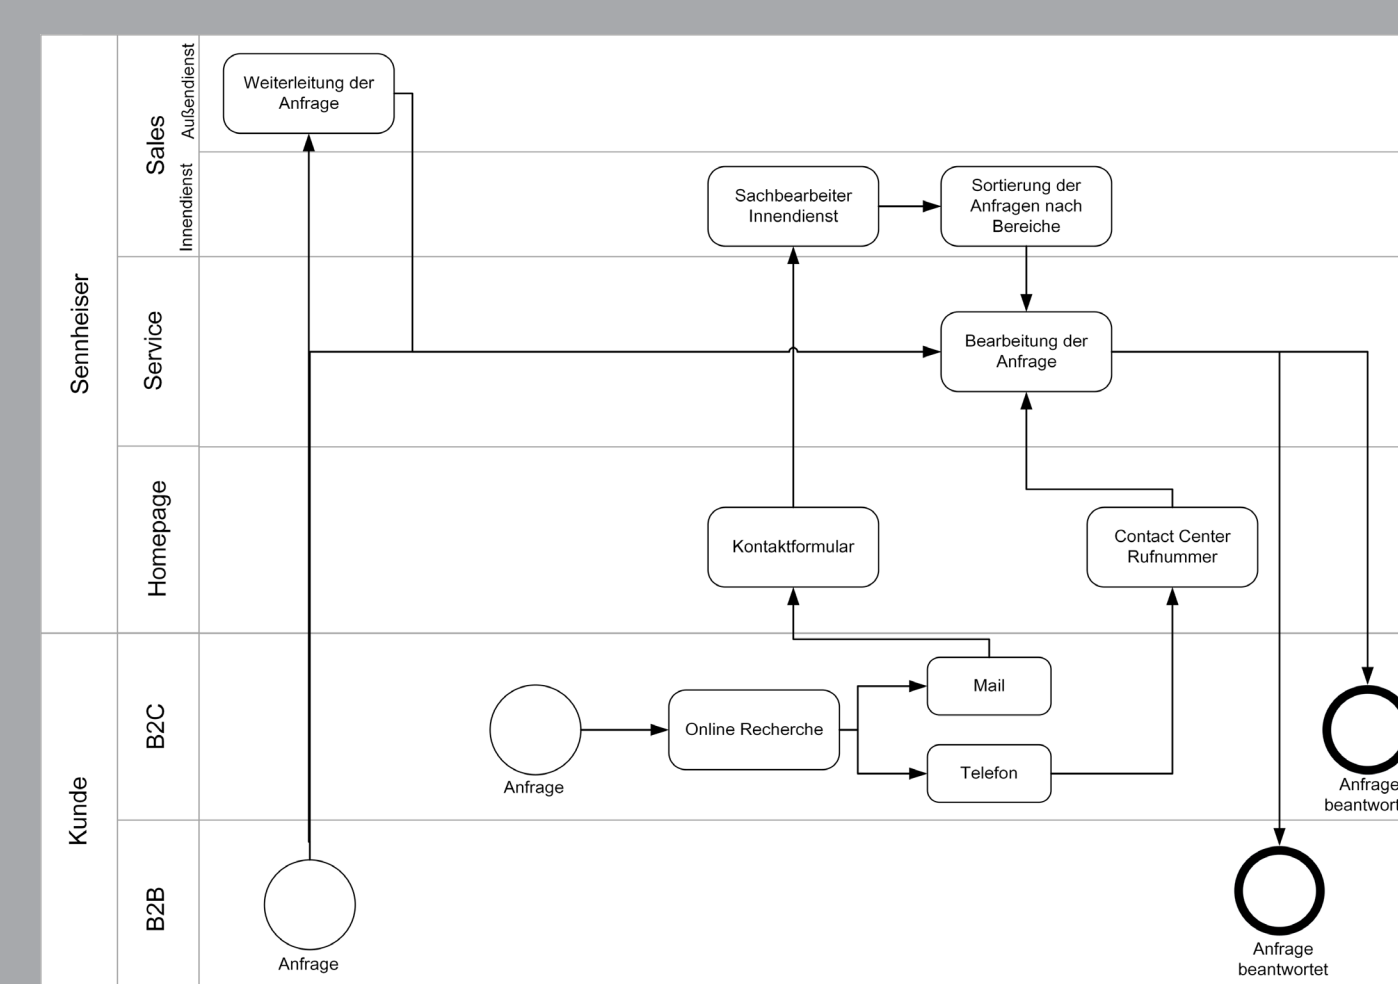 Sennheiser
Sales
Außendienst
Weiterleitung der
Anfrage
Innendienst
Sachbearbeiter
Innendienst
Sortierung der
Anfragen nach
Bereiche
Service
Bearbeitung der
Anfrage
Homepage
Kontaktformular
Contact Center
Rufnummer
Kunde
B2C
Anfrage
Online Recherche
Mail
Telefon
Anfrage
beantwort
B2B
Anfrage
Anfrage
beantwortet